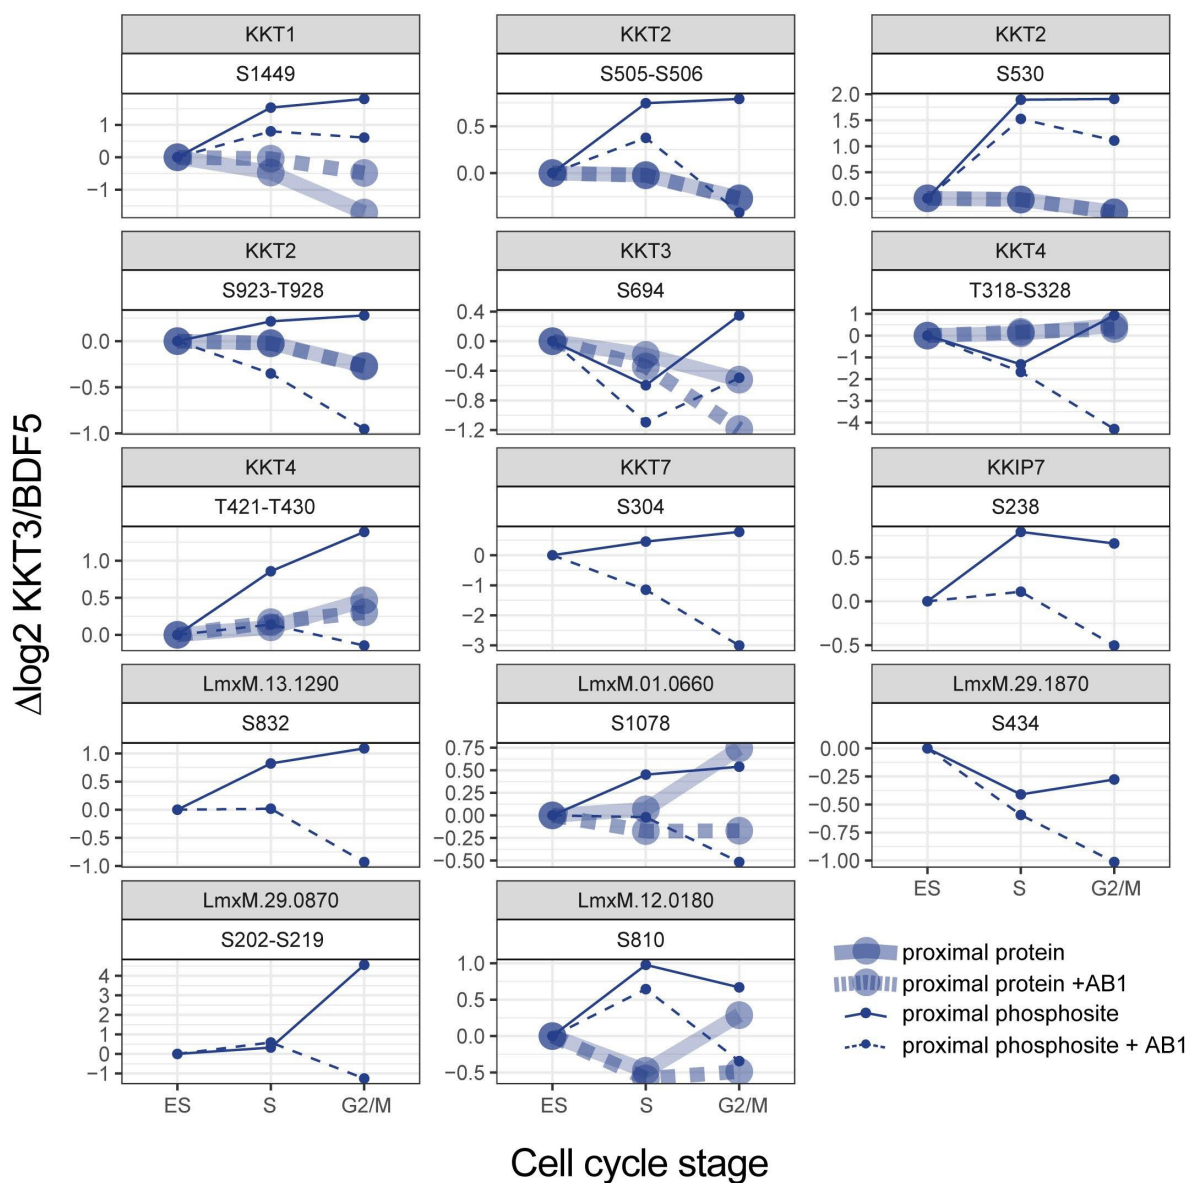 KKT1
S1449
1
0
−1
KKT2
S505-S506
0.5
0.0
KKT2
S530
2.0
1.5
1.0
0.5
0.0
KKT2
S923-T928
0.0
−0.5
−1.0
KKT3
S694
0.4
0.0
−0.4
−0.8
−1.2
KKT4
T318-S328
1
0
−1
−2
−3
−4
KKT4
T421-T430
1.0
0.5
0.0
KKT7
S304
0
−1
−2
−3
KKIP7
S238
0.5
0.0
−0.5
LmxM.13.1290
S832
1.0
0.5
0.0
−0.5
−1.0
LmxM.01.0660
S1078
0.75
0.50
0.25
0.00
−0.25
−0.50
LmxM.29.1870
S434
0.00
−0.25
−0.50
−0.75
−1.00
ES S G2/M
LmxM.29.0870
S202-S219
4
3
2
1
0
−1
ES S G2/M
LmxM.12.0180
S810
1.0
0.5
0.0
−0.5
ES S G2/M
proximal protein
proximal protein +AB1
proximal phosphosite
proximal phosphosite + AB1
Δlog2 KKT3/BDF5
Cell cycle stage